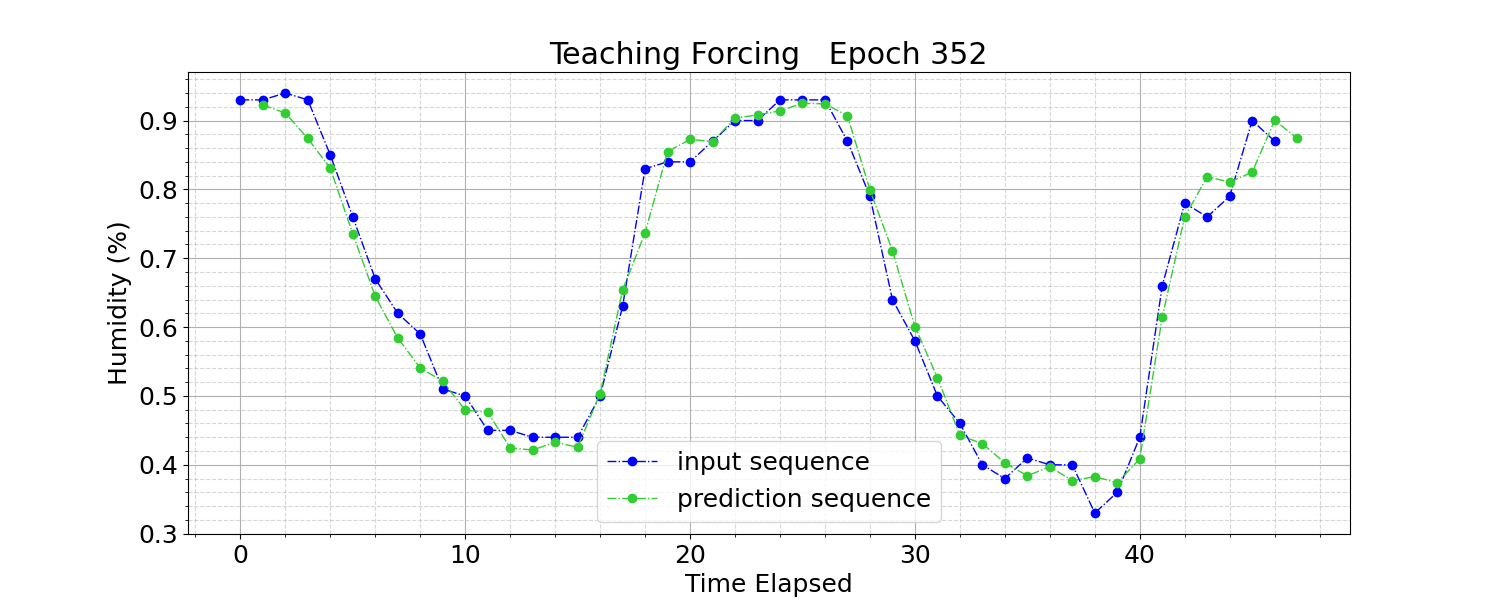 Teaching Forcing   Epoch 352
Humidity (%)
0.9
0.8
0.7
0.6
0.5
0.4
0.3
input sequence
prediction sequence
0 10 20 30 40
Time Elapsed